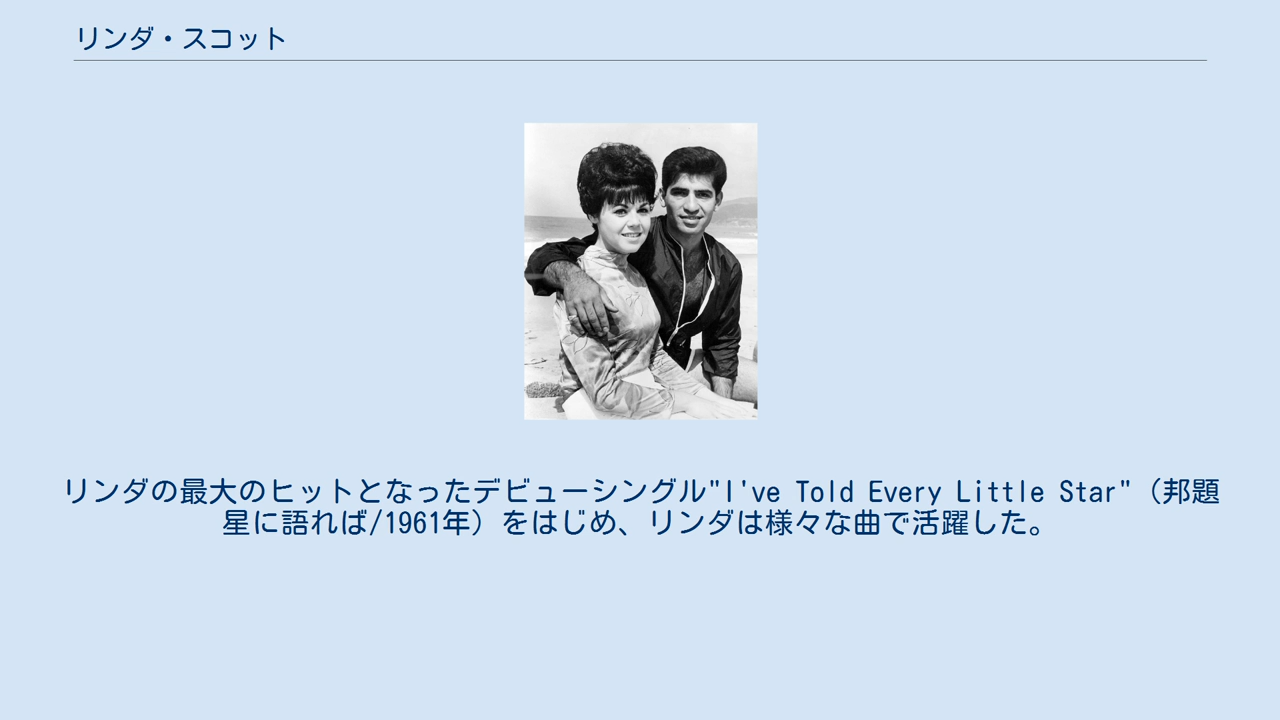 リンダ・スコット
リンダの最大のヒットとなったデビューシングル"I've Told Every Little Star"（邦題
星に語れば/1961年）をはじめ、リンダは様々な曲で活躍した。